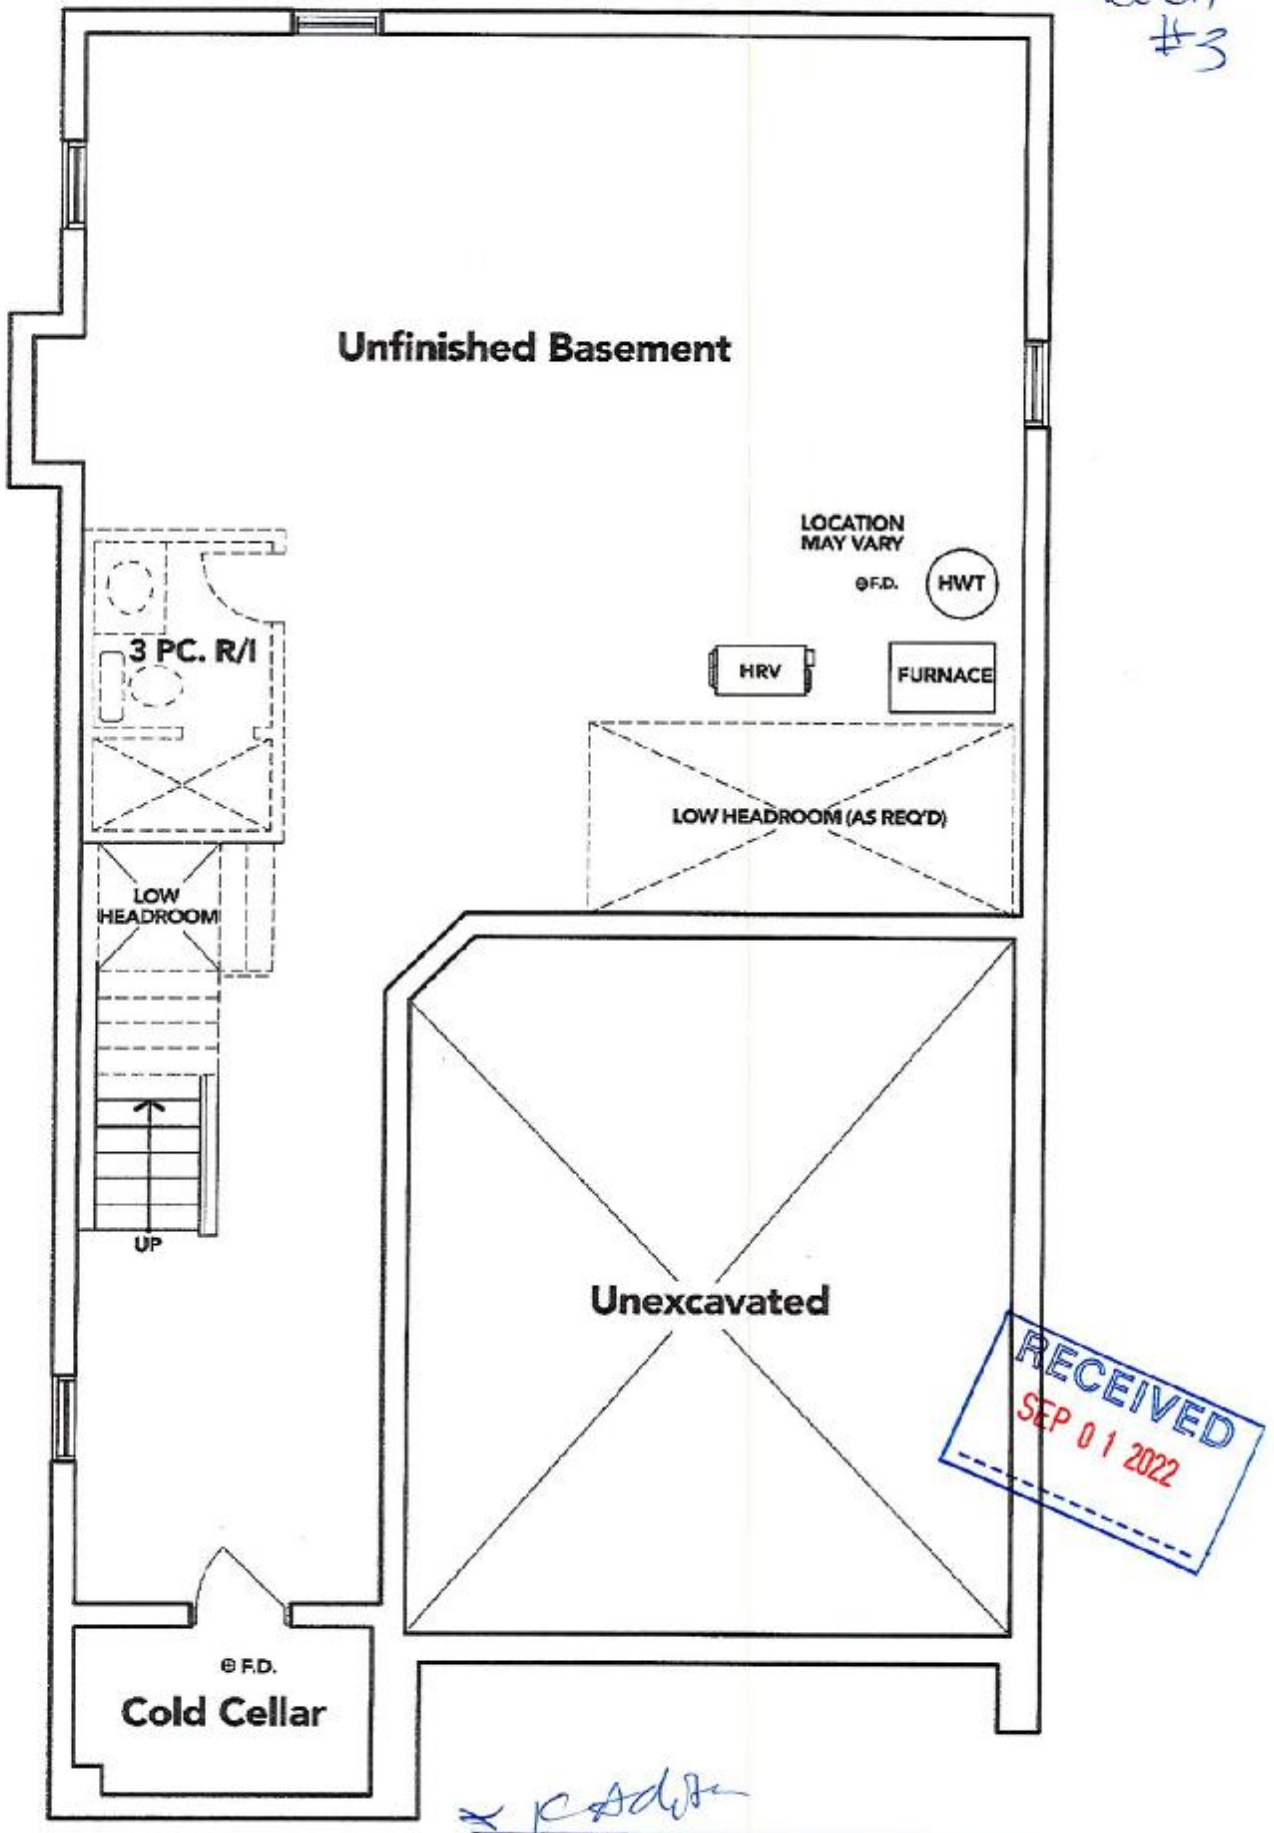 #3
Unfinished Basement
LOCATION
MAY VARY
F.D.
HWT
3 PC. R/I
HRV
FURNACE
LOW HEADROOM (AS REQ'D)
LOW
HEADROOM
UP
Unexcavated
RECEIVED
SEP 01 2022
F.D.
Cold Cellar